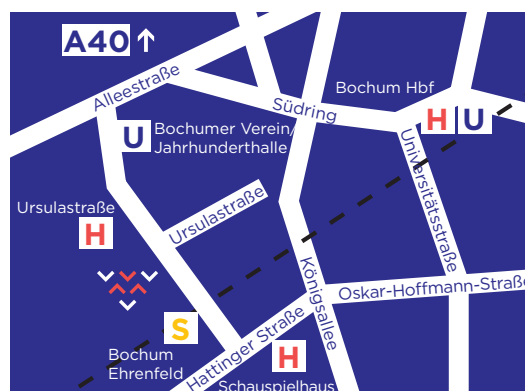 A40
Alleestraße
Südring
Bochum Hbf
H U
U
Bochumer Verein/
Jahrhunderthalle
Universitätsstraße
Ursulastraße
H
Ursulastraße
Königsallee
Oskar-Hoffmann-Straße
S
Bochum
Ehrenfeld
Hattinger Straße
H
Schauspielhaus